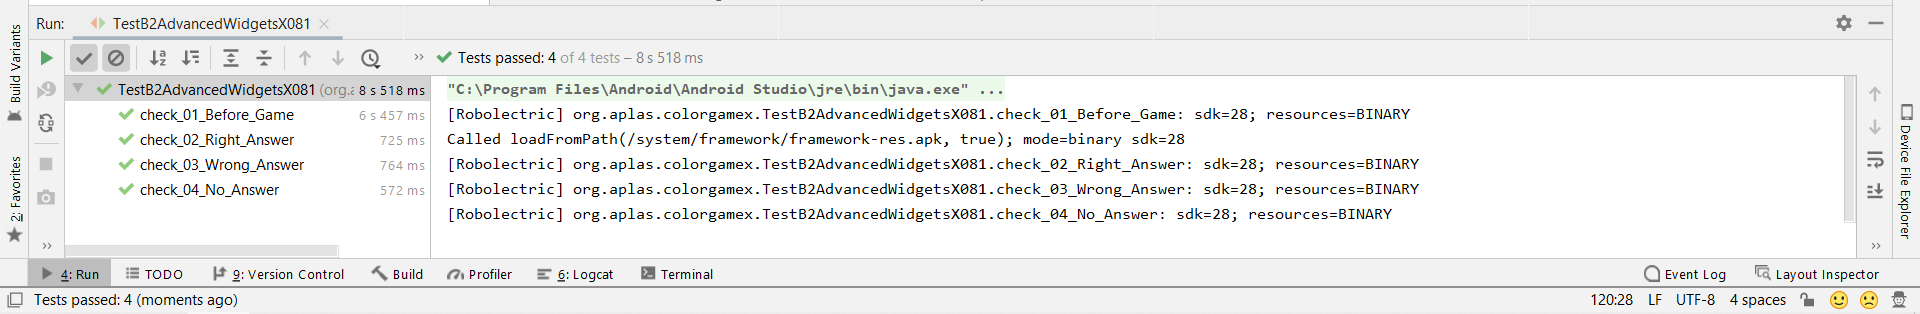 Run: TestB2AdvancedWidgetsX081
Tests passed: 4 of 4 tests – 8 s 518 ms
TestB2AdvancedWidgetsX081 (org.a 8 s 518 ms
check_01_Before_Game 6 s 457 ms
check_02_Right_Answer 725 ms
check_03_Wrong_Answer 764 ms
check_04_No_Answer 572 ms
"C:\Program Files\Android\Android Studio\jre\bin\java.exe" ...
[Robolectric] org.aplas.colorgamex.TestB2AdvancedWidgetsX081.check_01_Before_Game: sdk=28; resources=BINARY
Called loadFromPath(/system/framework/framework-res.apk, true); mode=binary sdk=28
[Robolectric] org.aplas.colorgamex.TestB2AdvancedWidgetsX081.check_02_Right_Answer: sdk=28; resources=BINARY
[Robolectric] org.aplas.colorgamex.TestB2AdvancedWidgetsX081.check_03_Wrong_Answer: sdk=28; resources=BINARY
[Robolectric] org.aplas.colorgamex.TestB2AdvancedWidgetsX081.check_04_No_Answer: sdk=28; resources=BINARY
Build Variants
2: Favorites
Device File Explorer
4: Run TODO 9: Version Control Build Profiler 6: Logcat Terminal Event Log Layout Inspector
Tests passed: 4 (moments ago) 120:28 LF UTF-8 4 spaces